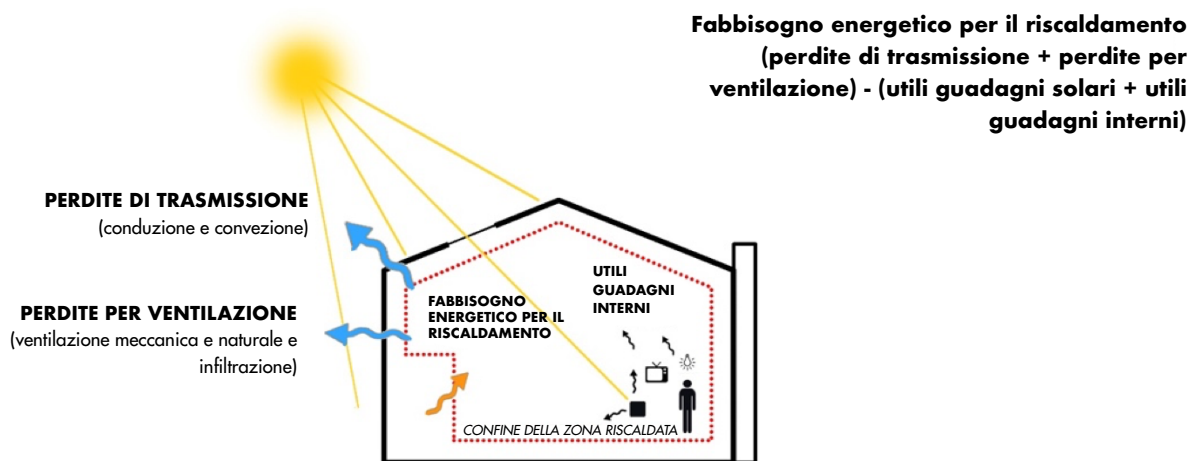 Fabbisogno energetico per il riscaldamento
(perdite di trasmissione + perdite per
ventilazione) - (utili guadagni solari + utili
guadagni interni)
PERDITE DI TRASMISSIONE
(conduzione e convezione)
PERDITE PER VENTILAZIONE
(ventilazione meccanica e naturale e
infiltrazione)
FABBISOGNO
ENERGETICO PER IL
RISCALDAMENTO
UTILI
GUADAGNI
INTERNI
CONFINE DELLA ZONA RISCALDATA